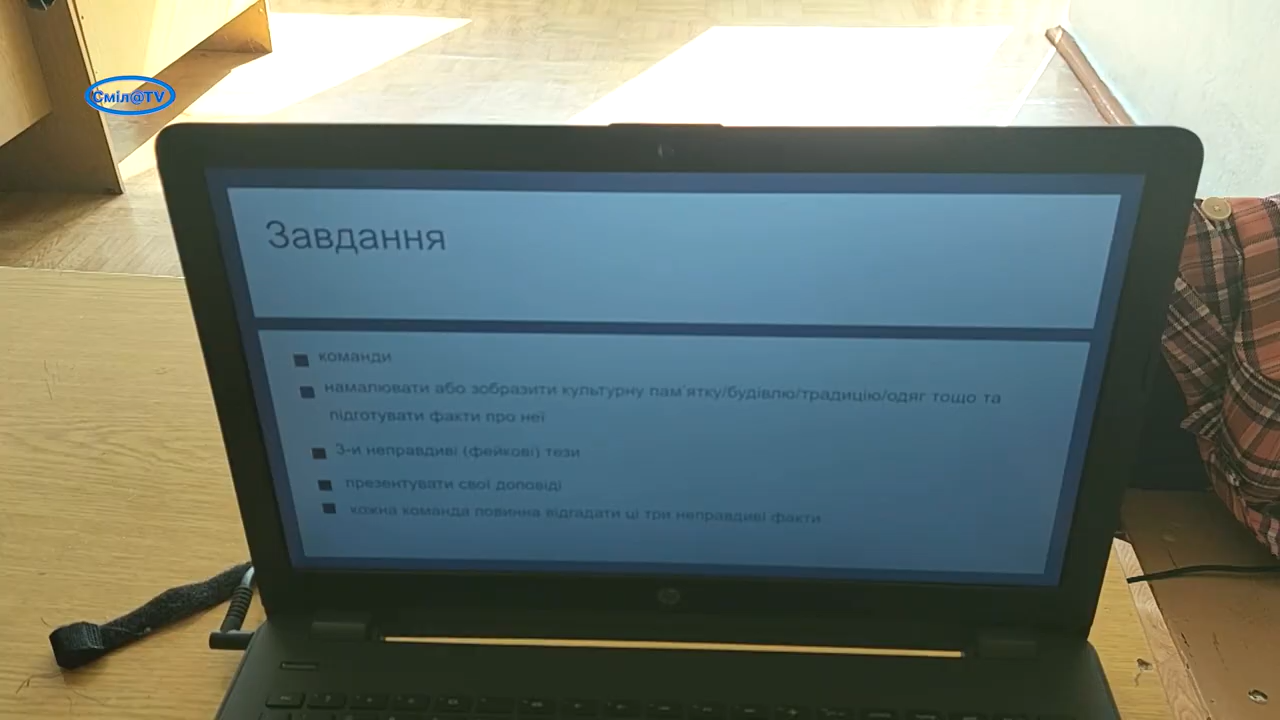 Сміл@TV
Завдання
команди
намалювати або зобразити культурну пам'ятку/будівлю/традицію/одяг тощо та
підготувати факти про неї
3-и неправдиві (фейкові) тези
презентувати свої доповіді
кожна команда повинна відгадати ці три неправдиві факти
hp